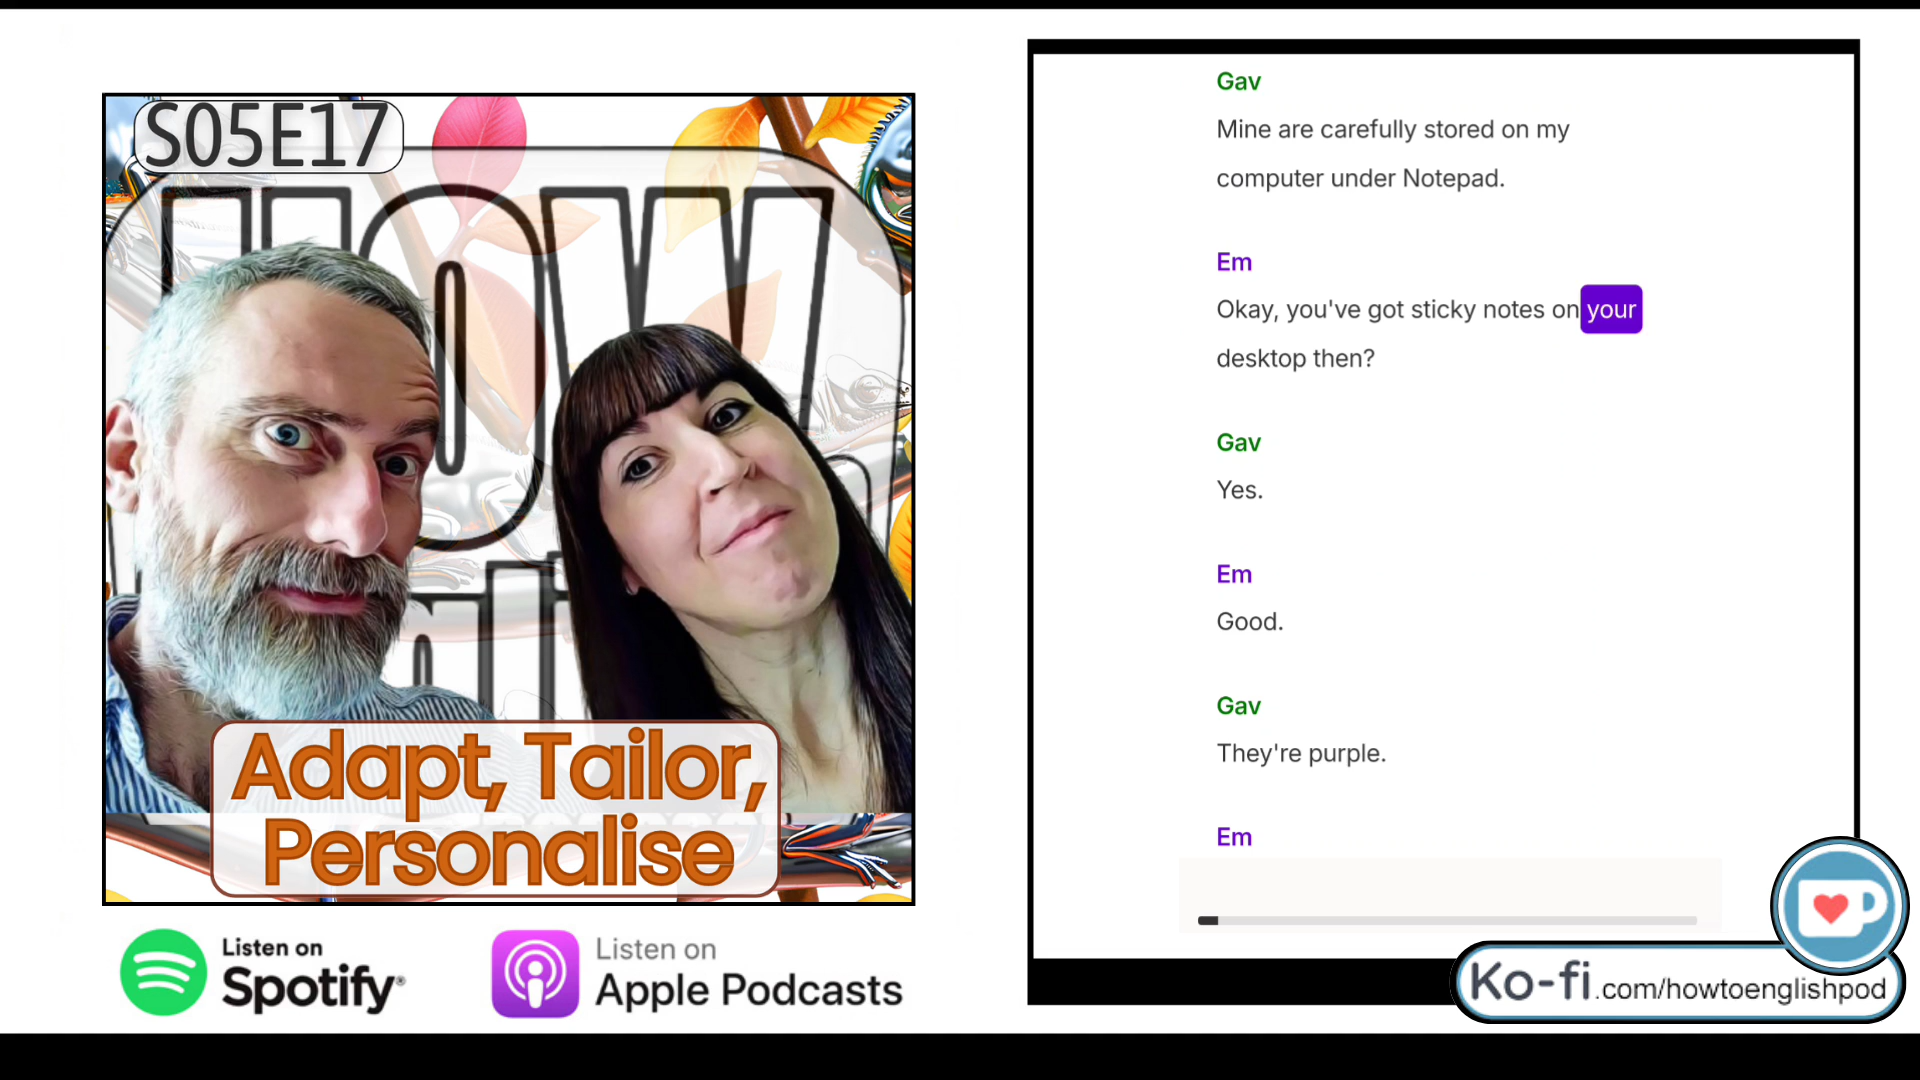 S05E17
HOW
Adapt, Tailor,
Personalise
Listen on
Spotify®
Listen on
Apple Podcasts
Gav
Mine are carefully stored on my
computer under Notepad.
Em
Okay, you've got sticky notes on your
desktop then?
Gav
Yes.
Em
Good.
Gav
They're purple.
Em
Ko-fi.com/howtoenglishpod